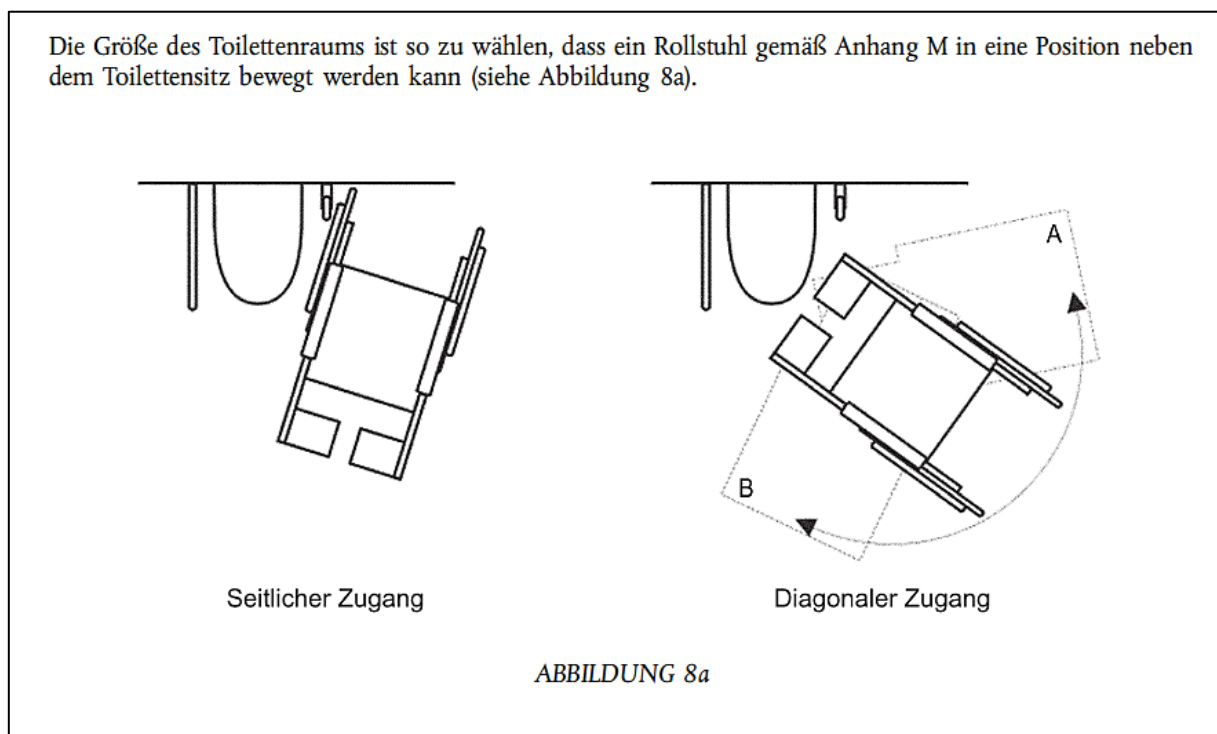 Die Größe des Toilettenraums ist so zu wählen, dass ein Rollstuhl gemäß Anhang M in eine Position neben
dem Toilettensitz bewegt werden kann (siehe Abbildung 8a).
A
B
Seitlicher Zugang
Diagonaler Zugang
ABBILDUNG 8a